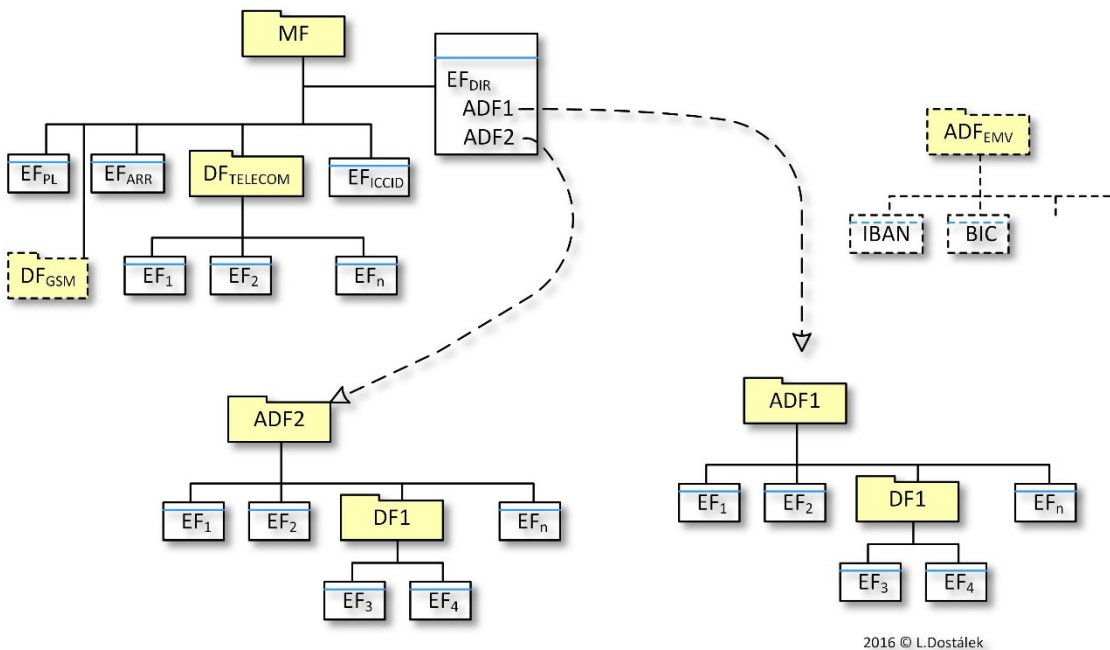 MF
EF_DIR
ADF1
ADF2
ADF_EMV
EF_PL
EF_ARR
DF_TELECOM
EF_ICCID
IBAN
BIC
DF_GSM
EF_1
EF_2
EF_n
ADF2
ADF1
EF_1
EF_2
DF1
EF_n
EF_1
EF_2
DF1
EF_n
EF_3
EF_4
EF_3
EF_4
2016 © L.Dostálek